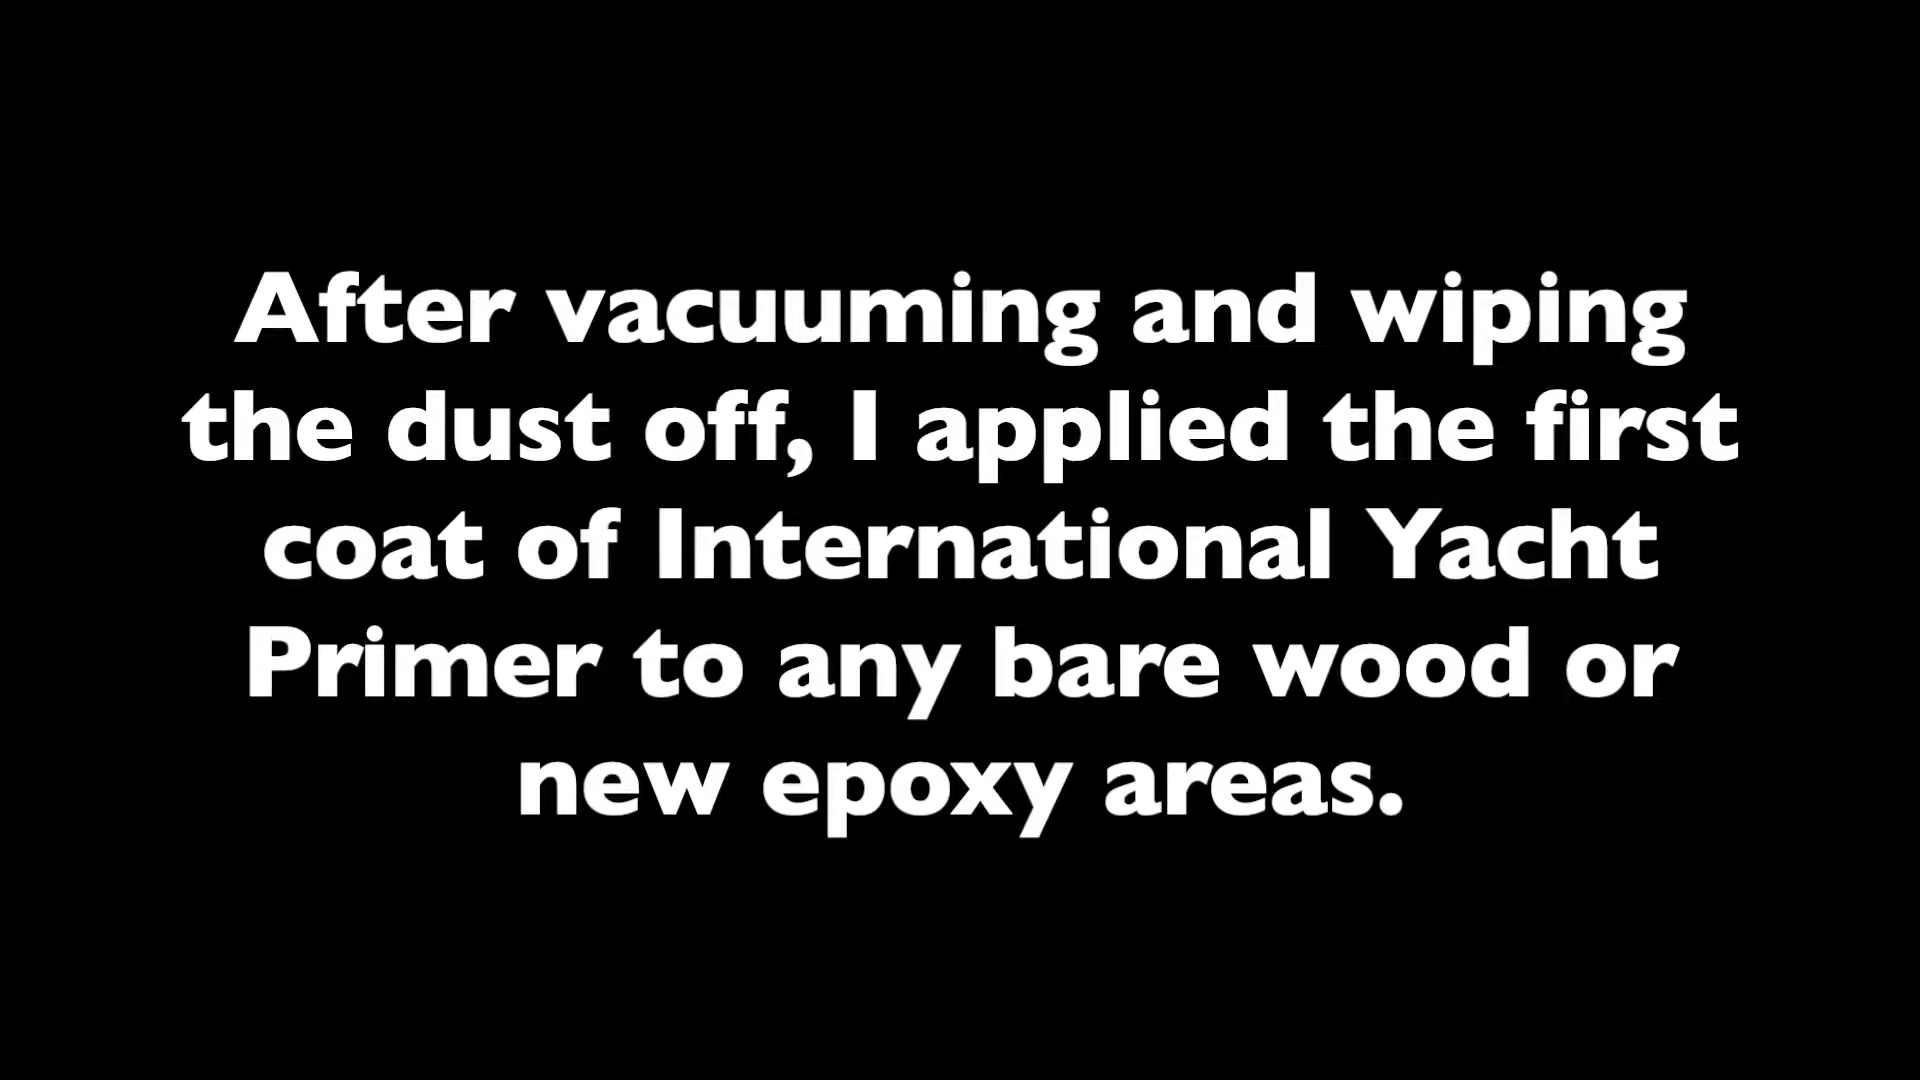 After vacuuming and wiping
the dust off, I applied the first
coat of International Yacht
Primer to any bare wood or
new epoxy areas.